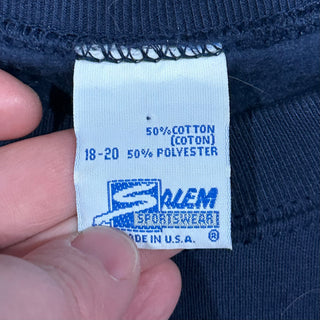 50% COTTON
(COTON)
18-20 50% POLYESTER
SALEM
SPORTSWEAR
MADE IN U.S.A. ®